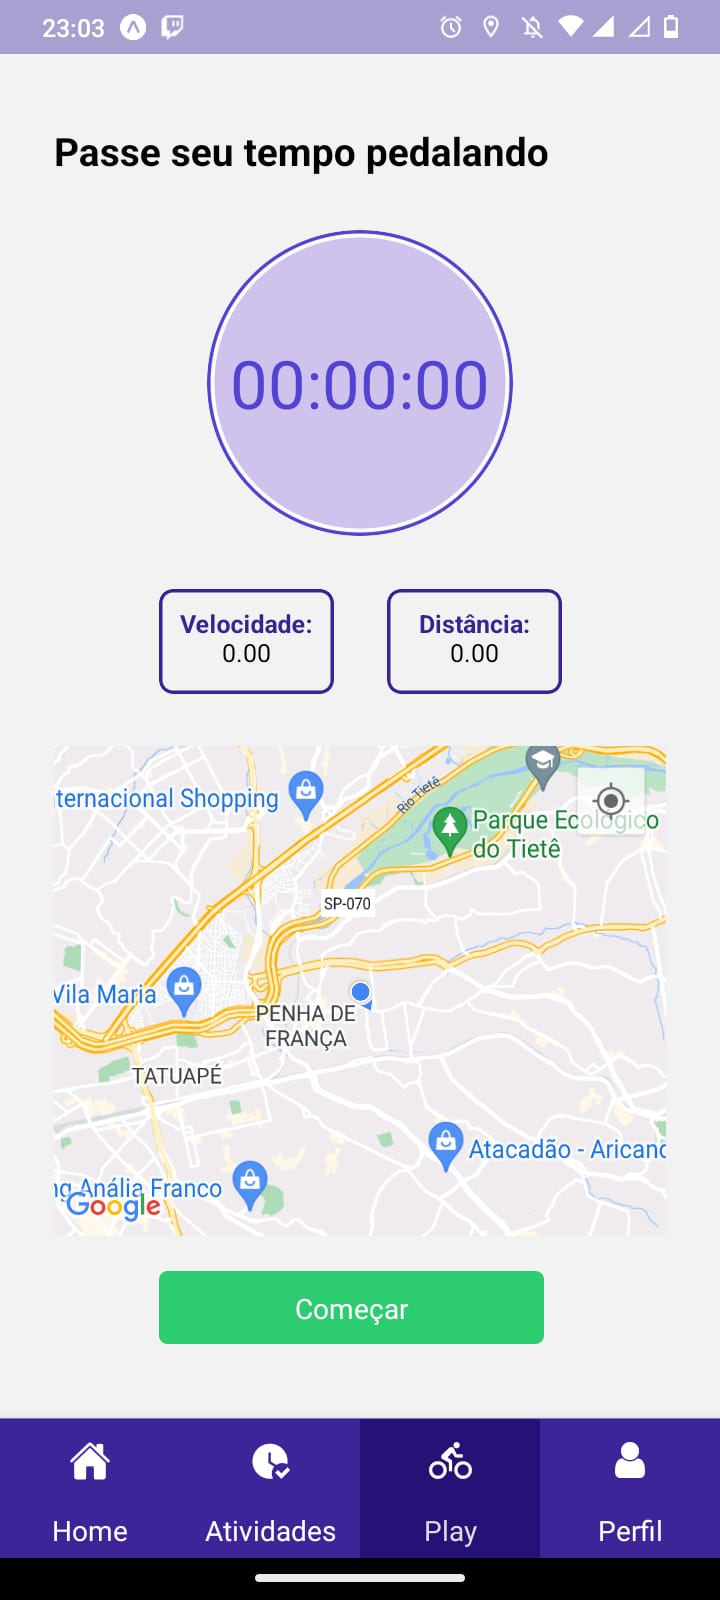 23:03
Passe seu tempo pedalando
00:00:00
Velocidade:
0.00
Distância:
0.00
ternacional Shopping
Rio Tietê
Parque Ecológico
do Tietê
SP-070
Vila Maria
PENHA DE
FRANÇA
TATUAPÉ
Atacadão - Aricand
ng Anália Franco
Google
Começar
Home
Atividades
Play
Perfil